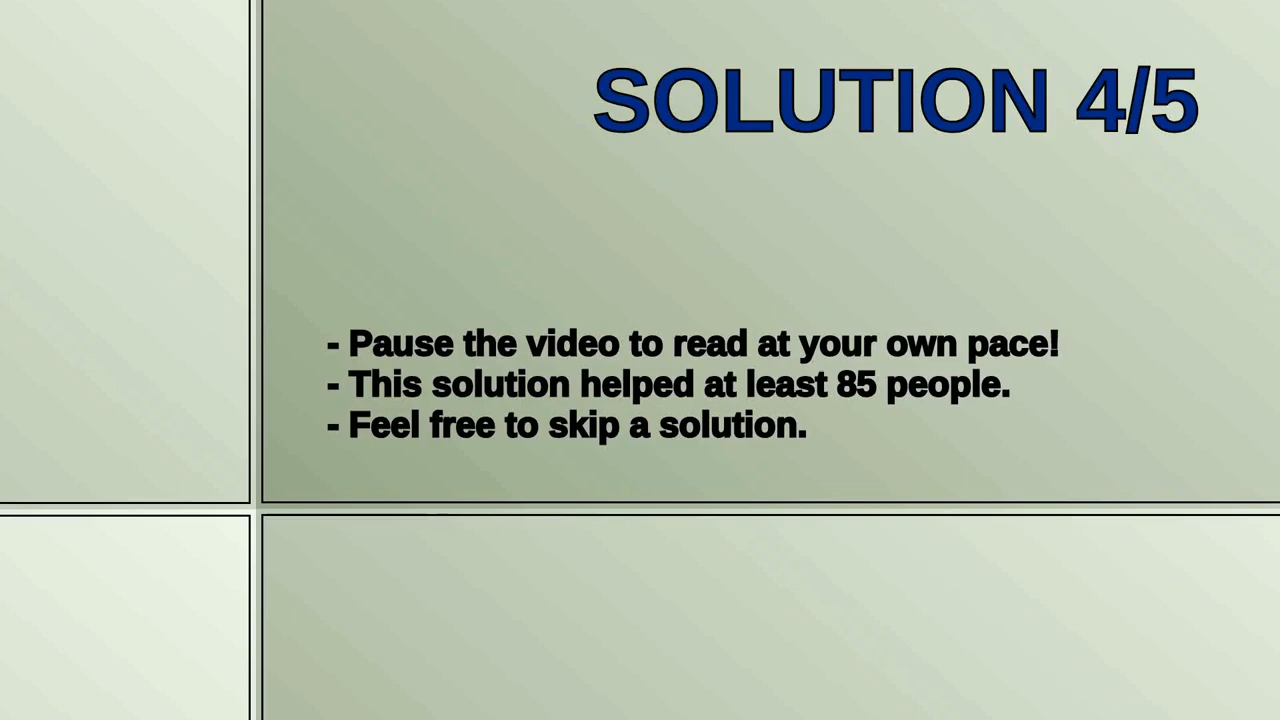 SOLUTION 4/5
- Pause the video to read at your own pace!
- This solution helped at least 85 people.
- Feel free to skip a solution.